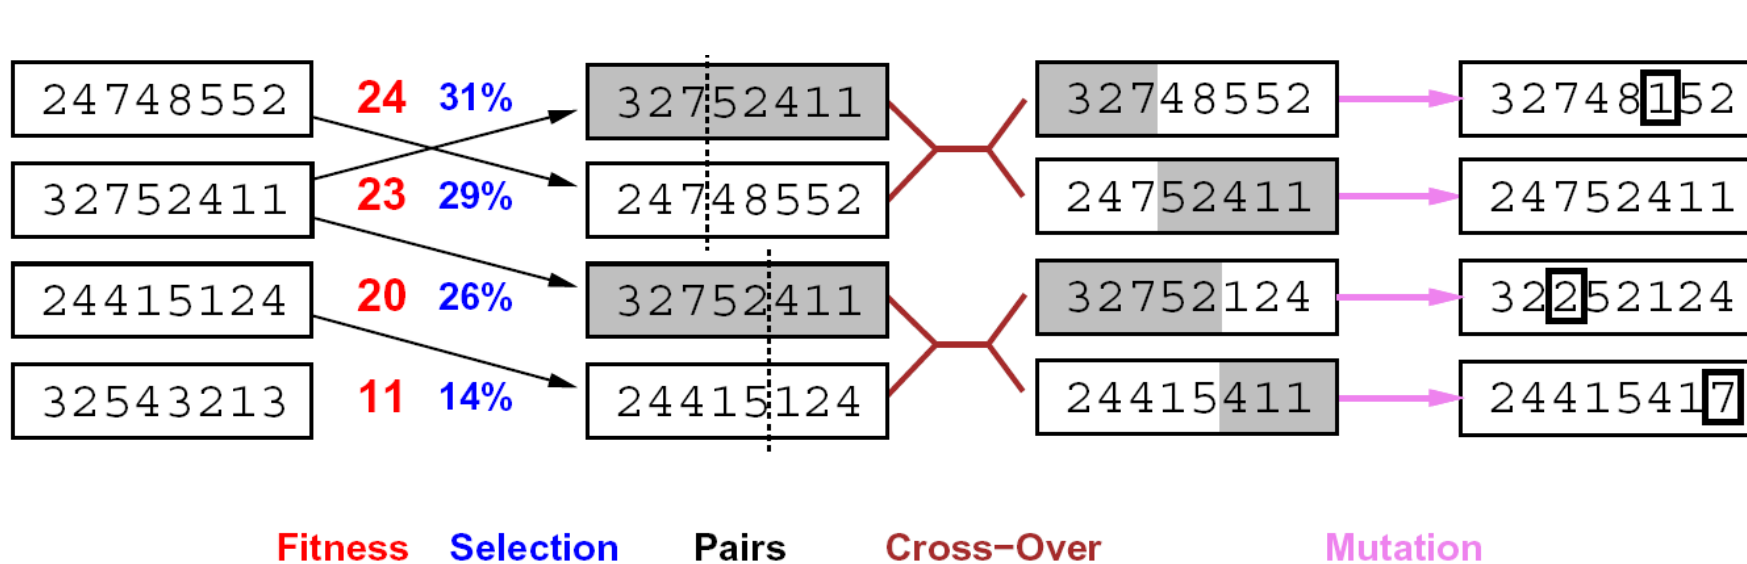 24748552 24 31% 32752411 32748552 32748152
32752411 23 29% 24748552 24752411 24752411
24415124 20 26% 32752411 32752124 32252124
32543213 11 14% 24415124 24415411 24415417
Fitness Selection Pairs Cross-Over Mutation